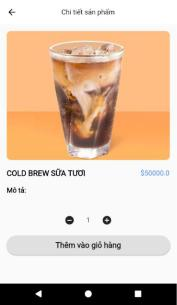 Chi tiết sản phẩm
COLD BREW SỮA TƯƠI
$50000.0
Mô tả:
1
Thêm vào giỏ hàng